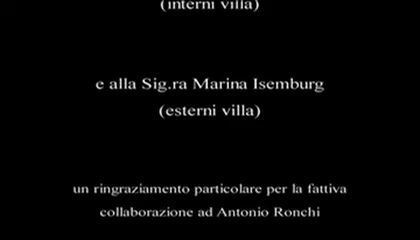 (interni villa)
e alla Sig.ra Marina Isemburg
(esterni villa)
un ringraziamento particolare per la fattiva
collaborazione ad Antonio Ronchi